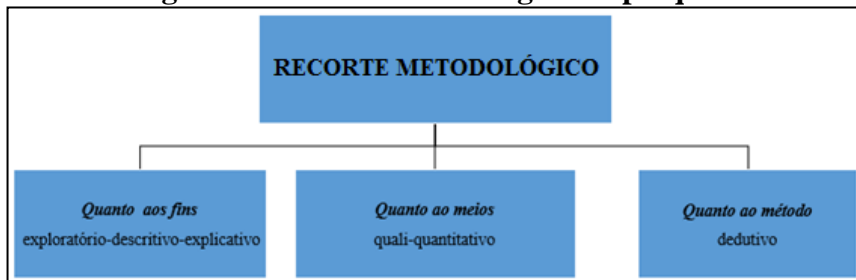 RECORTE METODOLÓGICO
Quanto aos fins
exploratório-descritivo-explicativo
Quanto ao meios
quali-quantitativo
Quanto ao método
dedutivo